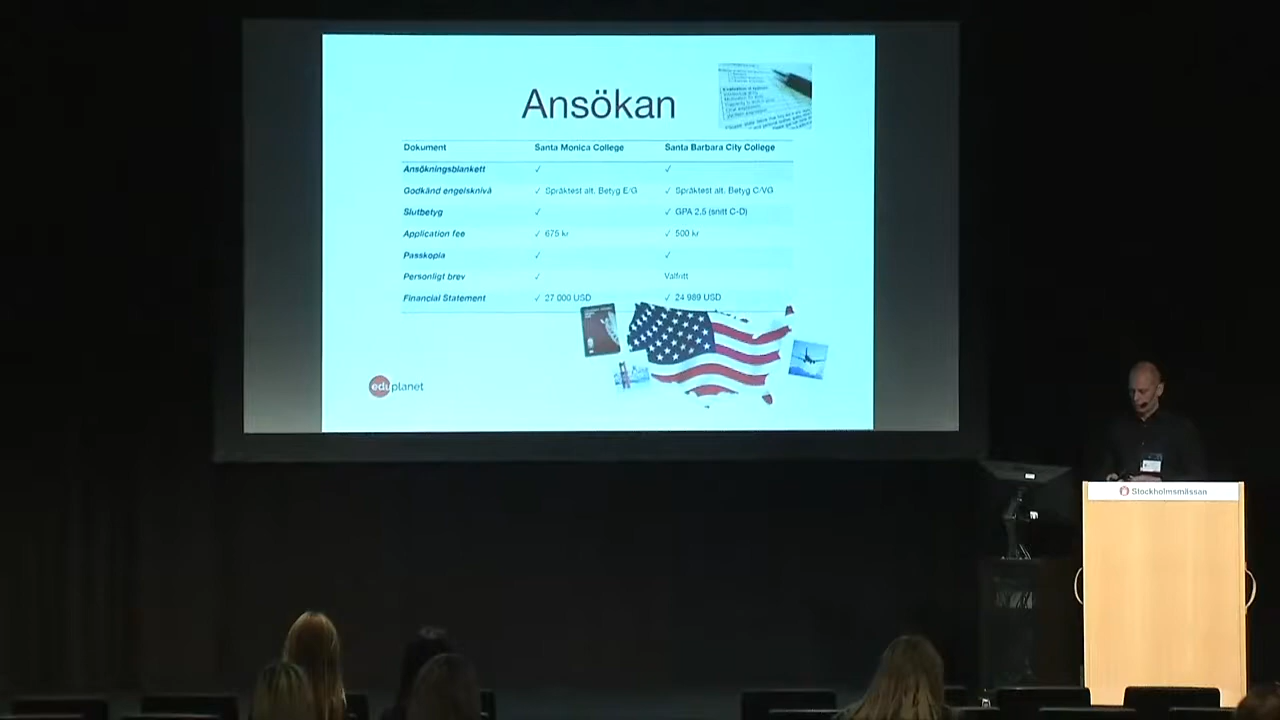 Ansökan
Dokument Santa Monica College Santa Barbara City College
Ansökningsblankett ✓ ✓
Godkänd engelsknivå ✓ Språktest alt. Betyg E/G ✓ Språktest alt. Betyg C/VG
Slutbetyg ✓ ✓ GPA 2,5 (snitt C-D)
Application fee ✓ 675 kr ✓ 500 kr
Passkopia ✓ ✓
Personligt brev ✓ Valfritt
Financial Statement ✓ 27 000 USD ✓ 24 989 USD
eduplanet
Stockholmsmässan